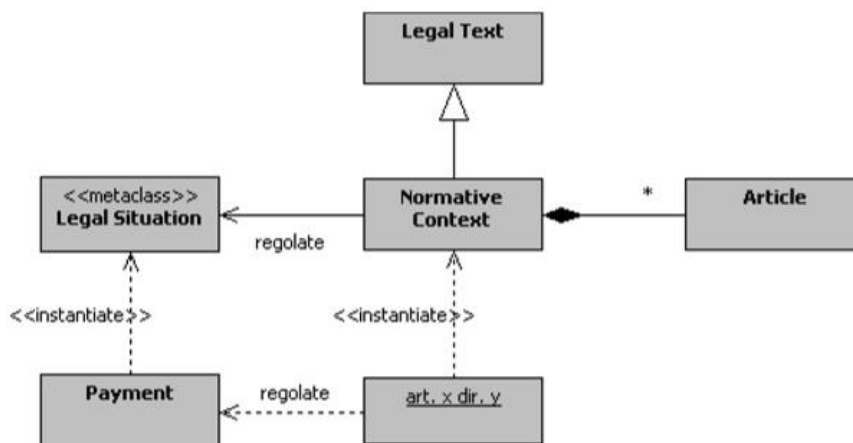 Legal Text
<<metaclass>>
Legal Situation
Normative
Context
*
Article
regolate
<<instantiate>>
<<instantiate>>
Payment
regolate
art. x dir. y